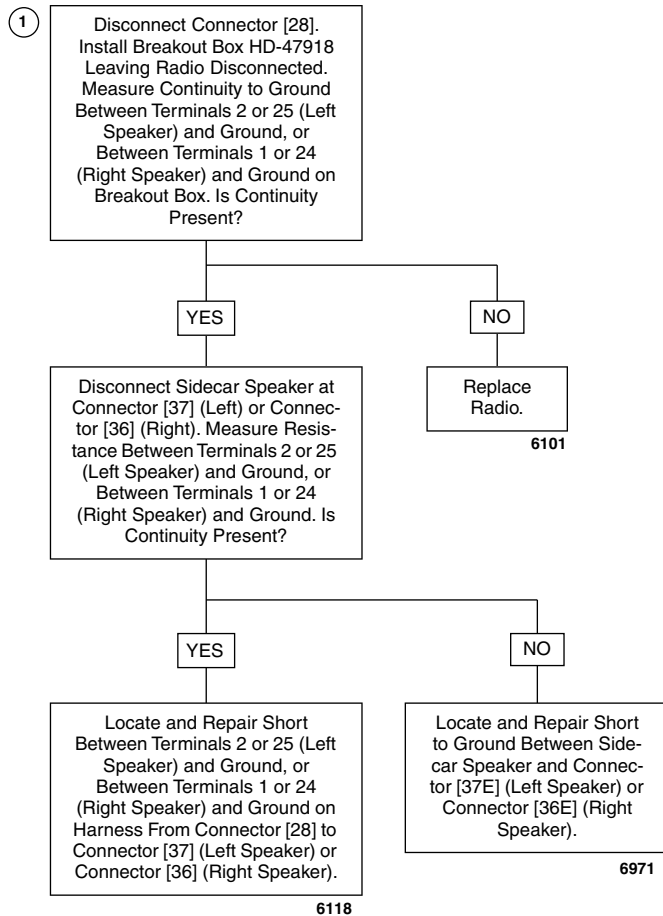 1
Disconnect Connector [28].
Install Breakout Box HD-47918
Leaving Radio Disconnected.
Measure Continuity to Ground
Between Terminals 2 or 25 (Left
Speaker) and Ground, or
Between Terminals 1 or 24
(Right Speaker) and Ground on
Breakout Box. Is Continuity
Present?
YES
NO
Disconnect Sidecar Speaker at
Connector [37] (Left) or Connec-
tor [36] (Right). Measure Resis-
tance Between Terminals 2 or 25
(Left Speaker) and Ground, or
Between Terminals 1 or 24
(Right Speaker) and Ground. Is
Continuity Present?
Replace
Radio.
6101
YES
NO
Locate and Repair Short
Between Terminals 2 or 25 (Left
Speaker) and Ground, or
Between Terminals 1 or 24
(Right Speaker) and Ground on
Harness From Connector [28] to
Connector [37] (Left Speaker) or
Connector [36] (Right Speaker).
6118
Locate and Repair Short
to Ground Between Side-
car Speaker and Connec-
tor [37E] (Left Speaker) or
Connector [36E] (Right
Speaker).
6971